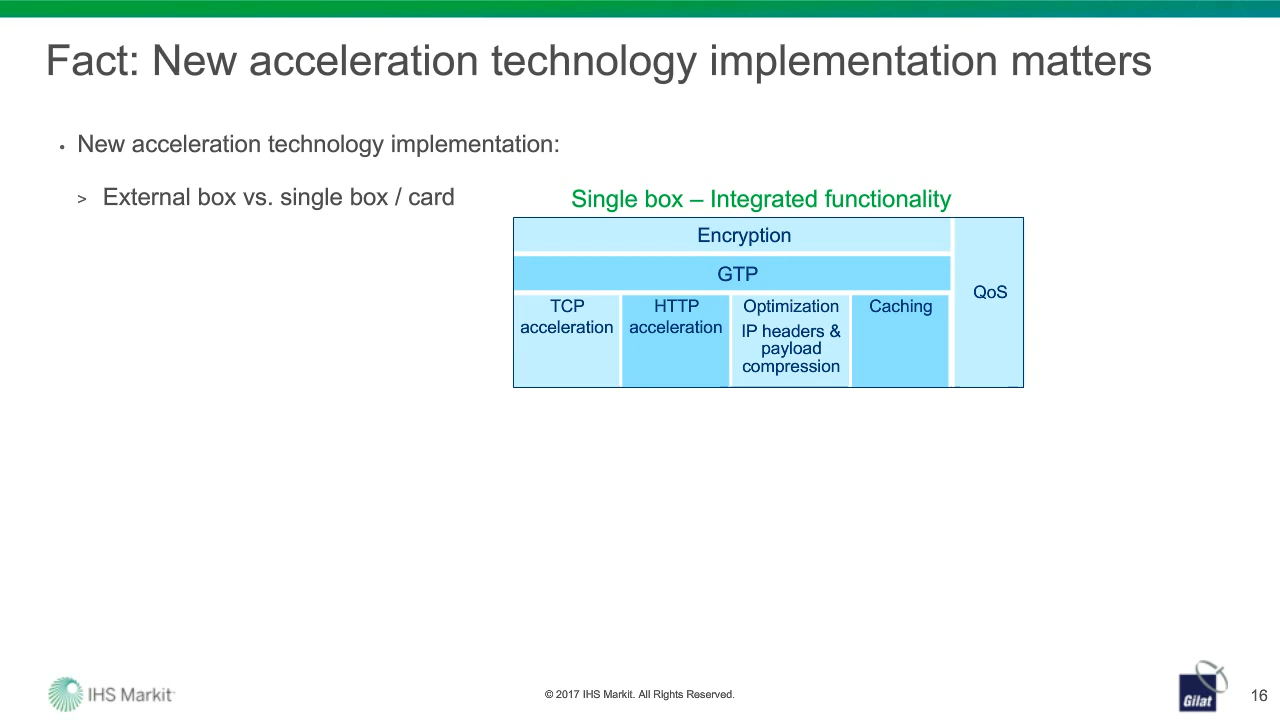 Fact: New acceleration technology implementation matters
• New acceleration technology implementation:
> External box vs. single box / card
Single box – Integrated functionality
Encryption
GTP
TCP
acceleration
HTTP
acceleration
Optimization
IP headers &
payload
compression
Caching
QoS
IHS Markit
© 2017 IHS Markit. All Rights Reserved.
Gilat
16